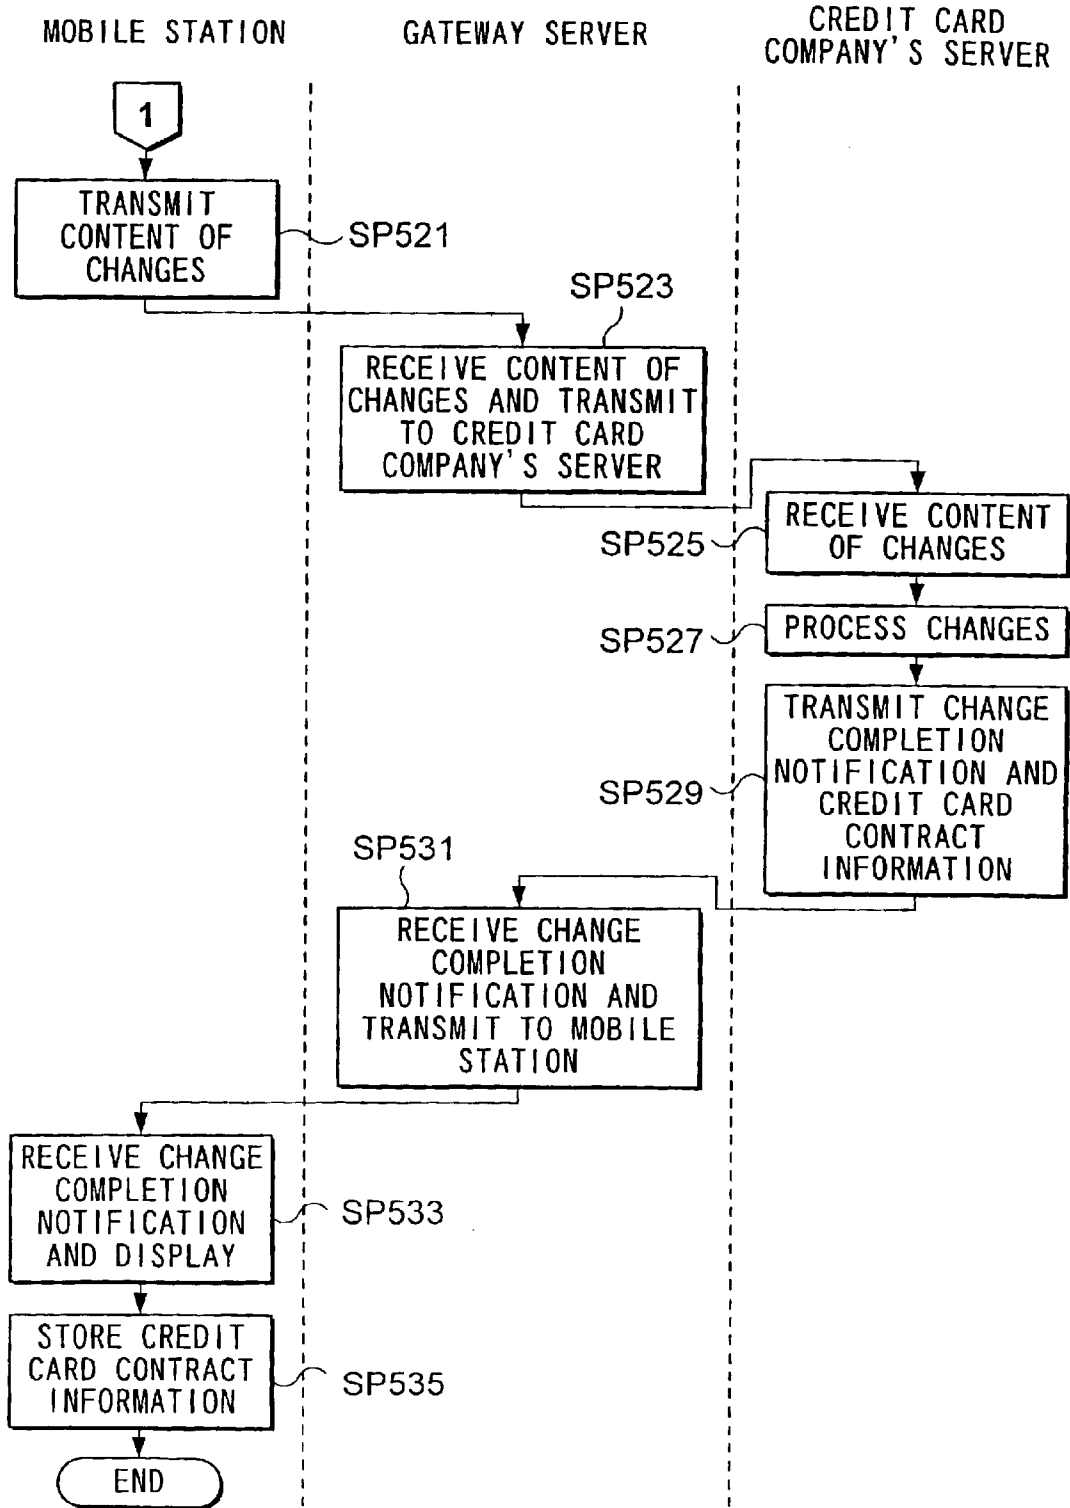 MOBILE STATION
GATEWAY SERVER
CREDIT CARD
COMPANY'S SERVER
1
TRANSMIT
CONTENT OF
CHANGES
SP521
SP523
RECEIVE CONTENT OF
CHANGES AND TRANSMIT
TO CREDIT CARD
COMPANY'S SERVER
RECEIVE CONTENT
OF CHANGES
SP525
PROCESS CHANGES
SP527
TRANSMIT CHANGE
COMPLETION
NOTIFICATION AND
CREDIT CARD
CONTRACT
INFORMATION
SP529
SP531
RECEIVE CHANGE
COMPLETION
NOTIFICATION AND
TRANSMIT TO MOBILE
STATION
RECEIVE CHANGE
COMPLETION
NOTIFICATION
AND DISPLAY
SP533
STORE CREDIT
CARD CONTRACT
INFORMATION
SP535
END